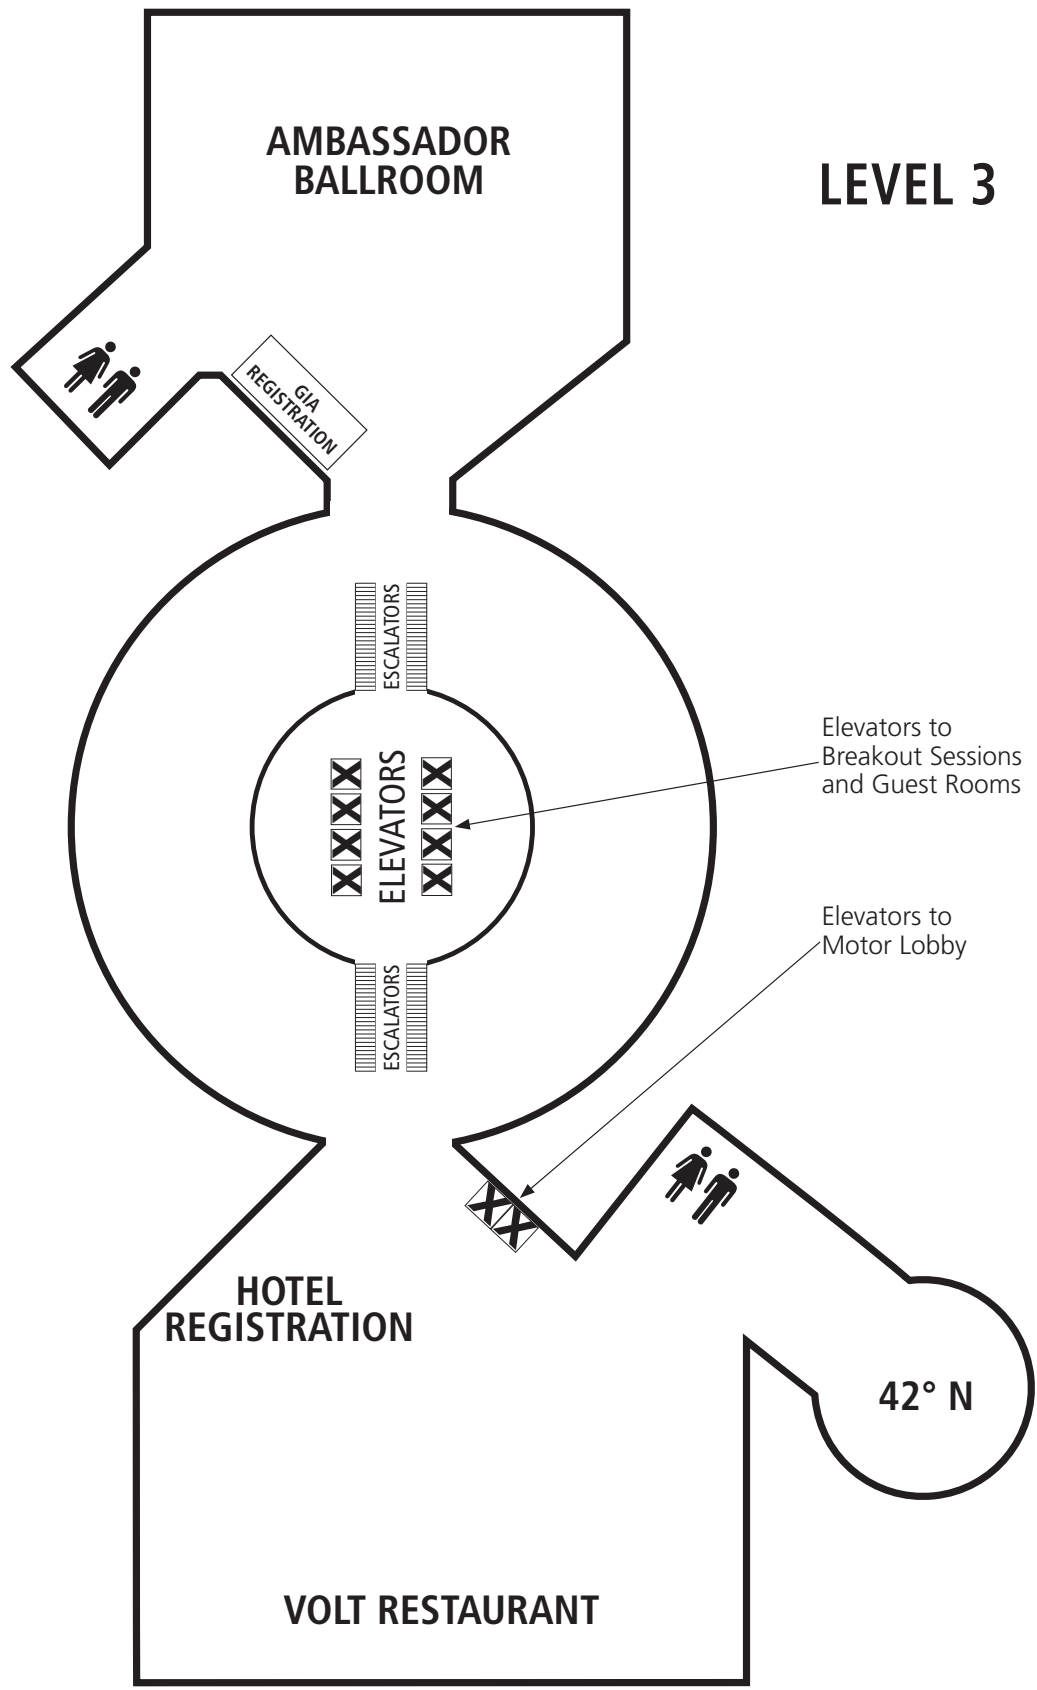 AMBASSADOR
BALLROOM
LEVEL 3
GIA
REGISTRATION
ESCALATORS
ELEVATORS
Elevators to
Breakout Sessions
and Guest Rooms
Elevators to
Motor Lobby
ESCALATORS
HOTEL
REGISTRATION
42° N
VOLT RESTAURANT